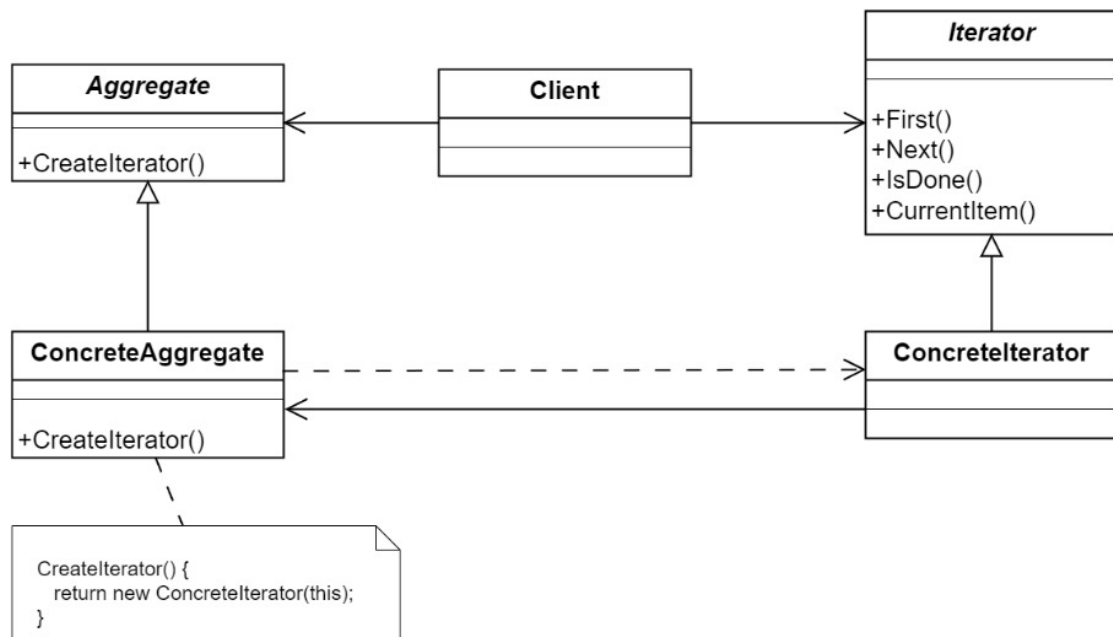 Aggregate
+CreateIterator()
Client
Iterator
+First()
+Next()
+IsDone()
+CurrentItem()
ConcreteAggregate
+CreateIterator()
ConcreteIterator
CreateIterator() {
return new ConcreteIterator(this);
}